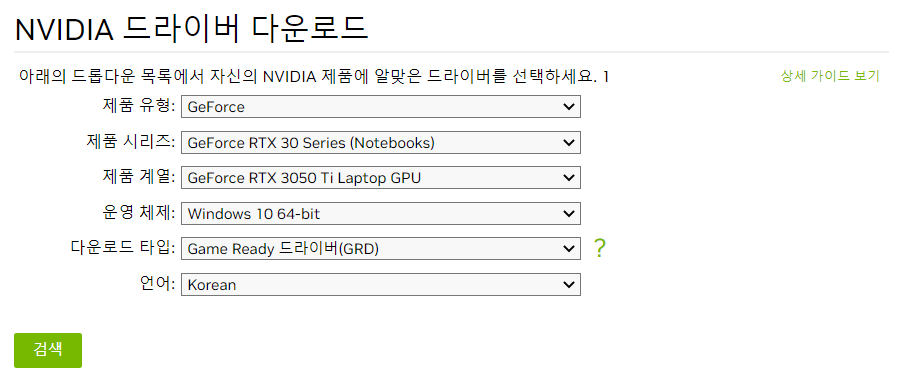 NVIDIA 드라이버 다운로드
아래의 드롭다운 목록에서 자신의 NVIDIA 제품에 알맞은 드라이버를 선택하세요. 1 상세 가이드 보기
제품 유형: GeForce
제품 시리즈: GeForce RTX 30 Series (Notebooks)
제품 계열: GeForce RTX 3050 Ti Laptop GPU
운영 체제: Windows 10 64-bit
다운로드 타입: Game Ready 드라이버(GRD) ?
언어: Korean
검색